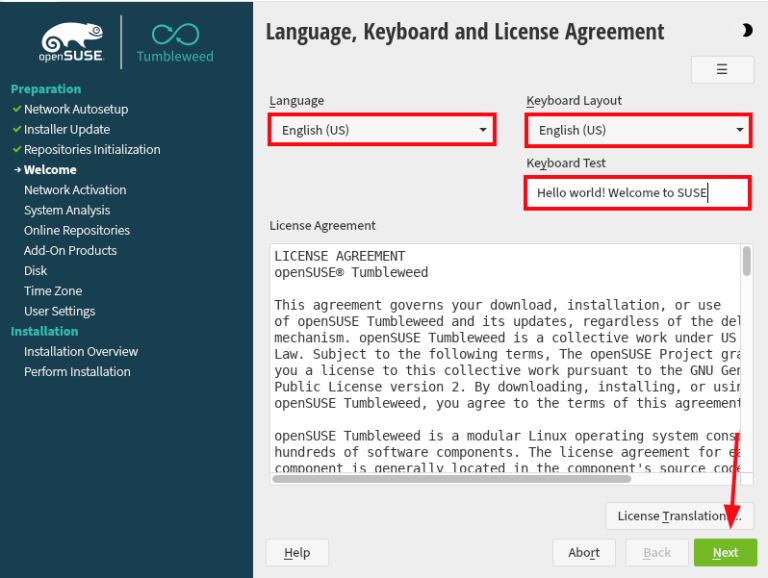 openSUSE
Tumbleweed
Preparation
Network Autosetup
Installer Update
Repositories Initialization
Welcome
Network Activation
System Analysis
Online Repositories
Add-On Products
Disk
Time Zone
User Settings
Installation
Installation Overview
Perform Installation
Language, Keyboard and License Agreement
Language
English (US)
Keyboard Layout
English (US)
Keyboard Test
Hello world! Welcome to SUSE
License Agreement
LICENSE AGREEMENT
openSUSE® Tumbleweed
This agreement governs your download, installation, or use
of openSUSE Tumbleweed and its updates, regardless of the del
mechanism. openSUSE Tumbleweed is a collective work under US
Law. Subject to the following terms, The openSUSE Project gra
you a license to this collective work pursuant to the GNU Gen
Public License version 2. By downloading, installing, or usin
openSUSE Tumbleweed, you agree to the terms of this agreement
openSUSE Tumbleweed is a modular Linux operating system cons
hundreds of software components. The license agreement for ea
component is generally located in the component's source code
License Translations...
Help
Abort
Back
Next